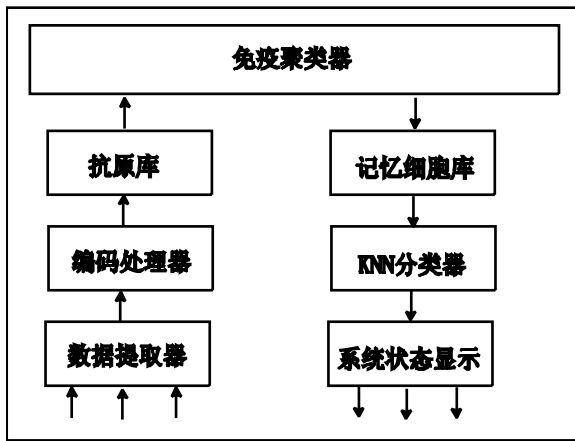 免疫聚类器
抗原库
记忆细胞库
编码处理器
KNN分类器
数据提取器
系统状态显示